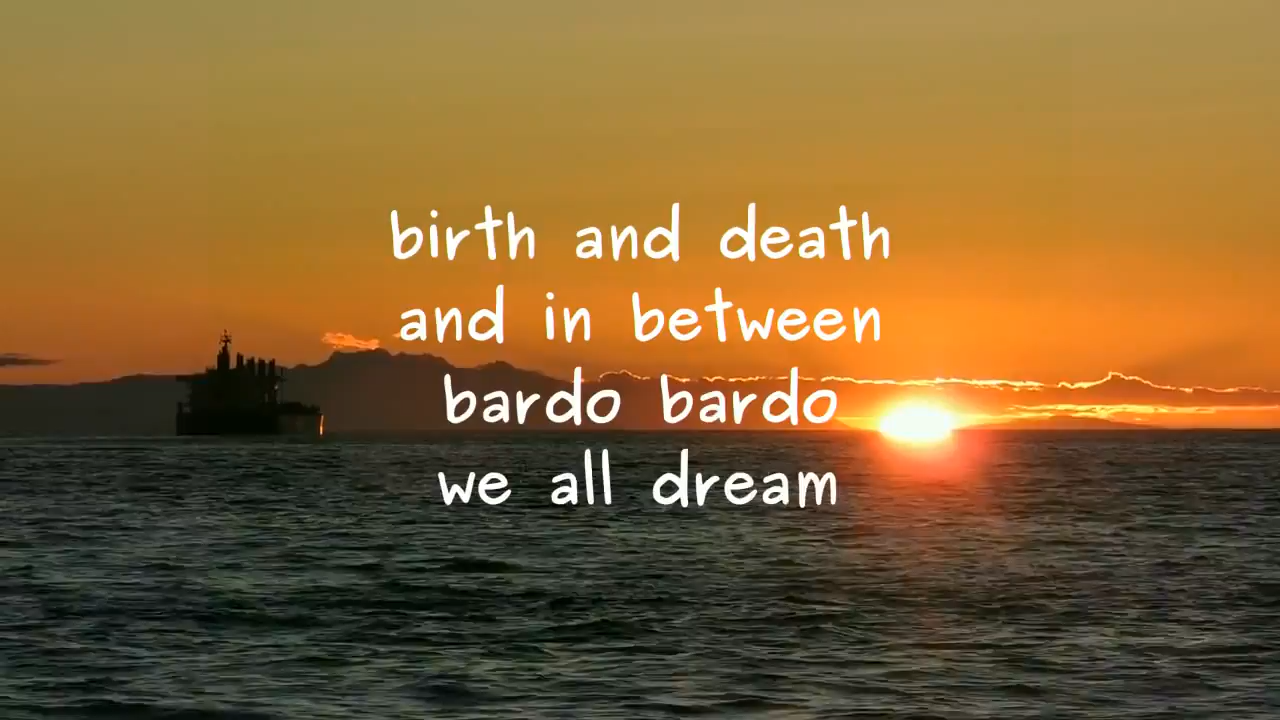 birth and death
and in between
bardo bardo
we all dream